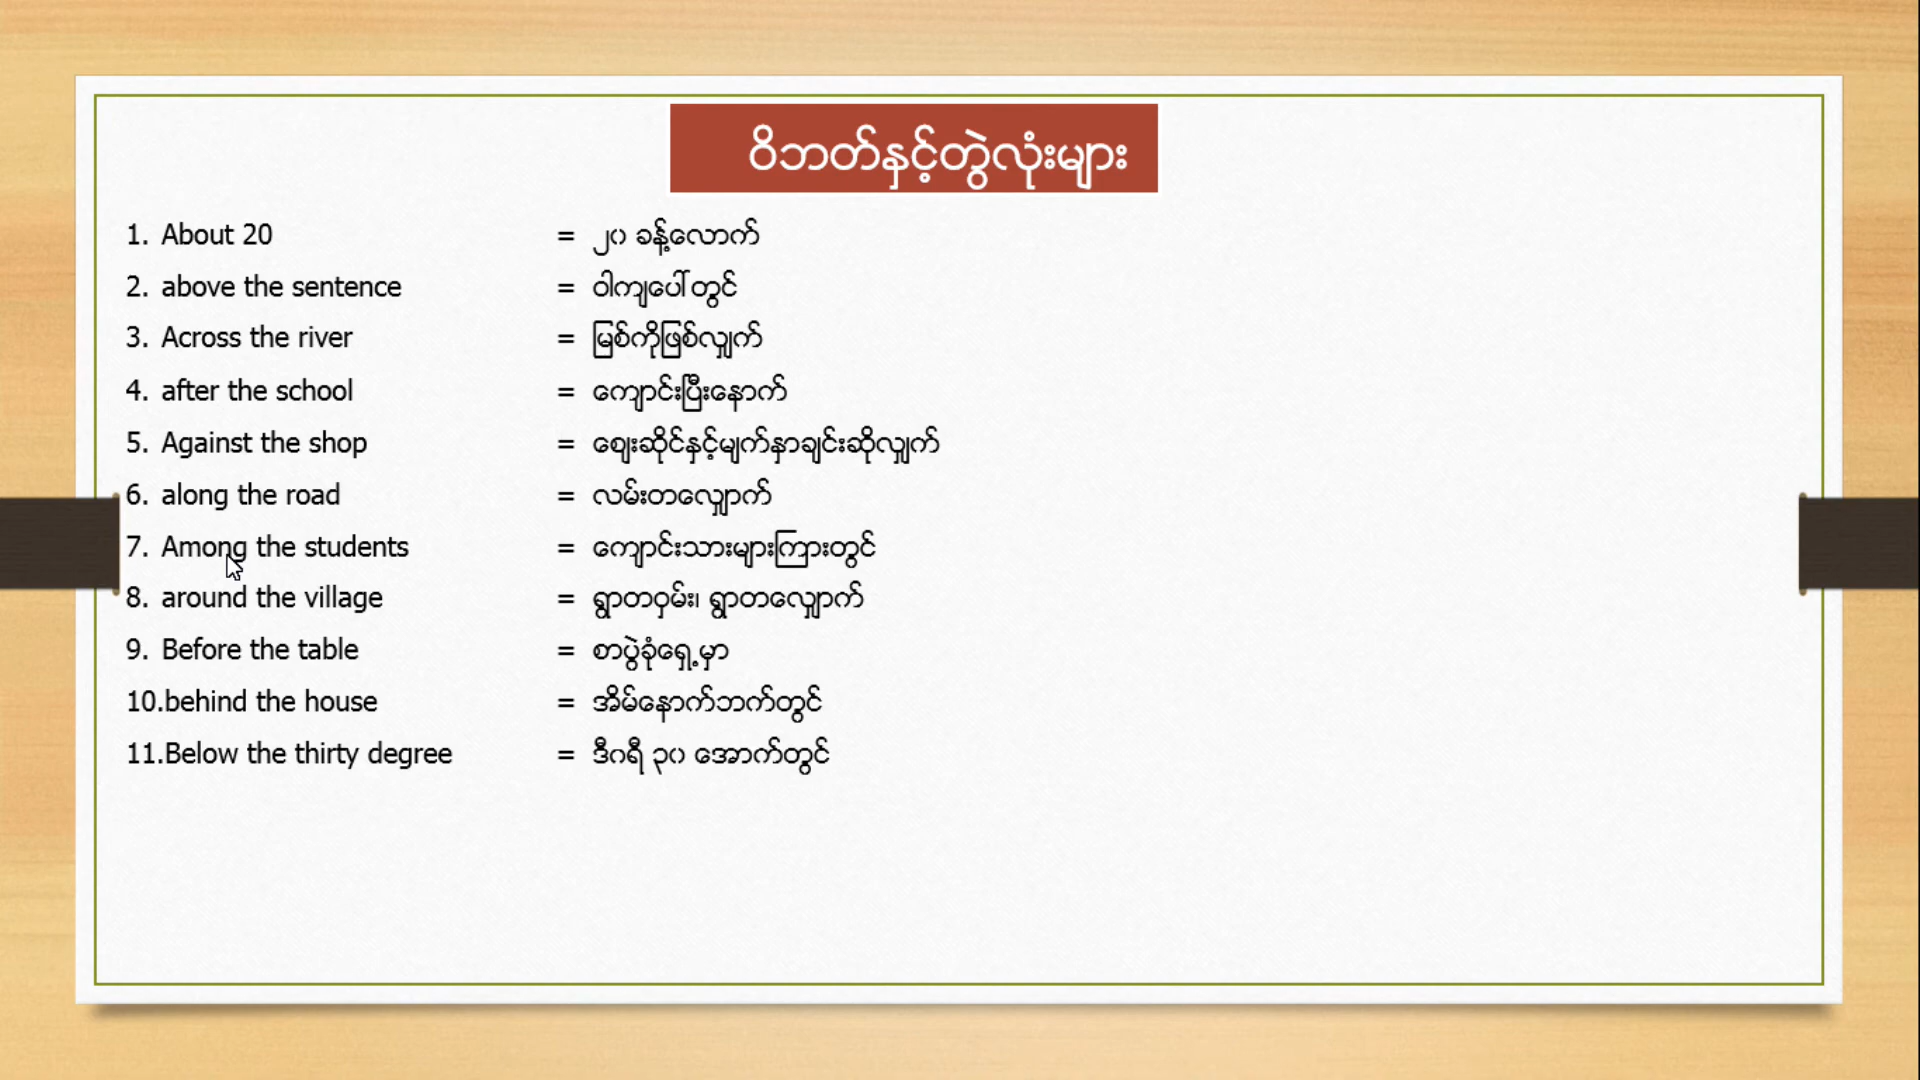 ဝိဘတ်နှင့်တွဲလုံးများ
1. About 20 = ၂၀ ခန့်လောက်
2. above the sentence = ဝါကျပေါ်တွင်
3. Across the river = မြစ်ကိုဖြစ်လျှက်
4. after the school = ကျောင်းပြီးနောက်
5. Against the shop = ဈေးဆိုင်နှင့်မျက်နှာချင်းဆိုလျှက်
6. along the road = လမ်းတလျှောက်
7. Among the students = ကျောင်းသားများကြားတွင်
8. around the village = ရွာတဝှမ်း၊ ရွာတလျှောက်
9. Before the table = စာပွဲခုံရှေ့မှာ
10.behind the house = အိမ်နောက်ဘက်တွင်
11.Below the thirty degree = ဒီဂရီ ၃၀ အောက်တွင်